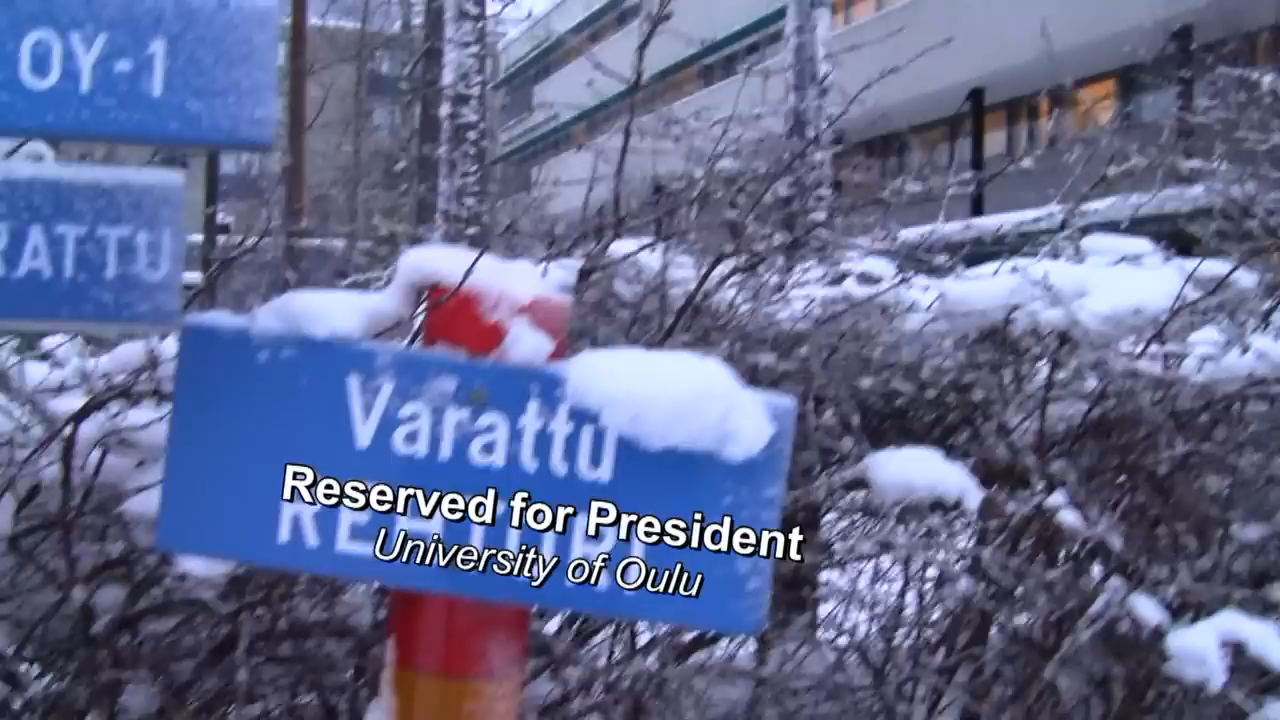 OY-1
RATTU
Varattu
Reserved for President
University of Oulu